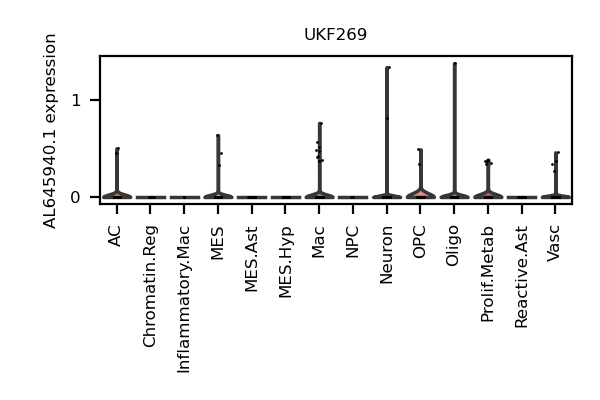 UKF269
AL645940.1 expression
1
0
AC
Chromatin.Reg
Inflammatory.Mac
MES
MES.Ast
MES.Hyp
Mac
NPC
Neuron
OPC
Oligo
Prolif.Metab
Reactive.Ast
Vasc